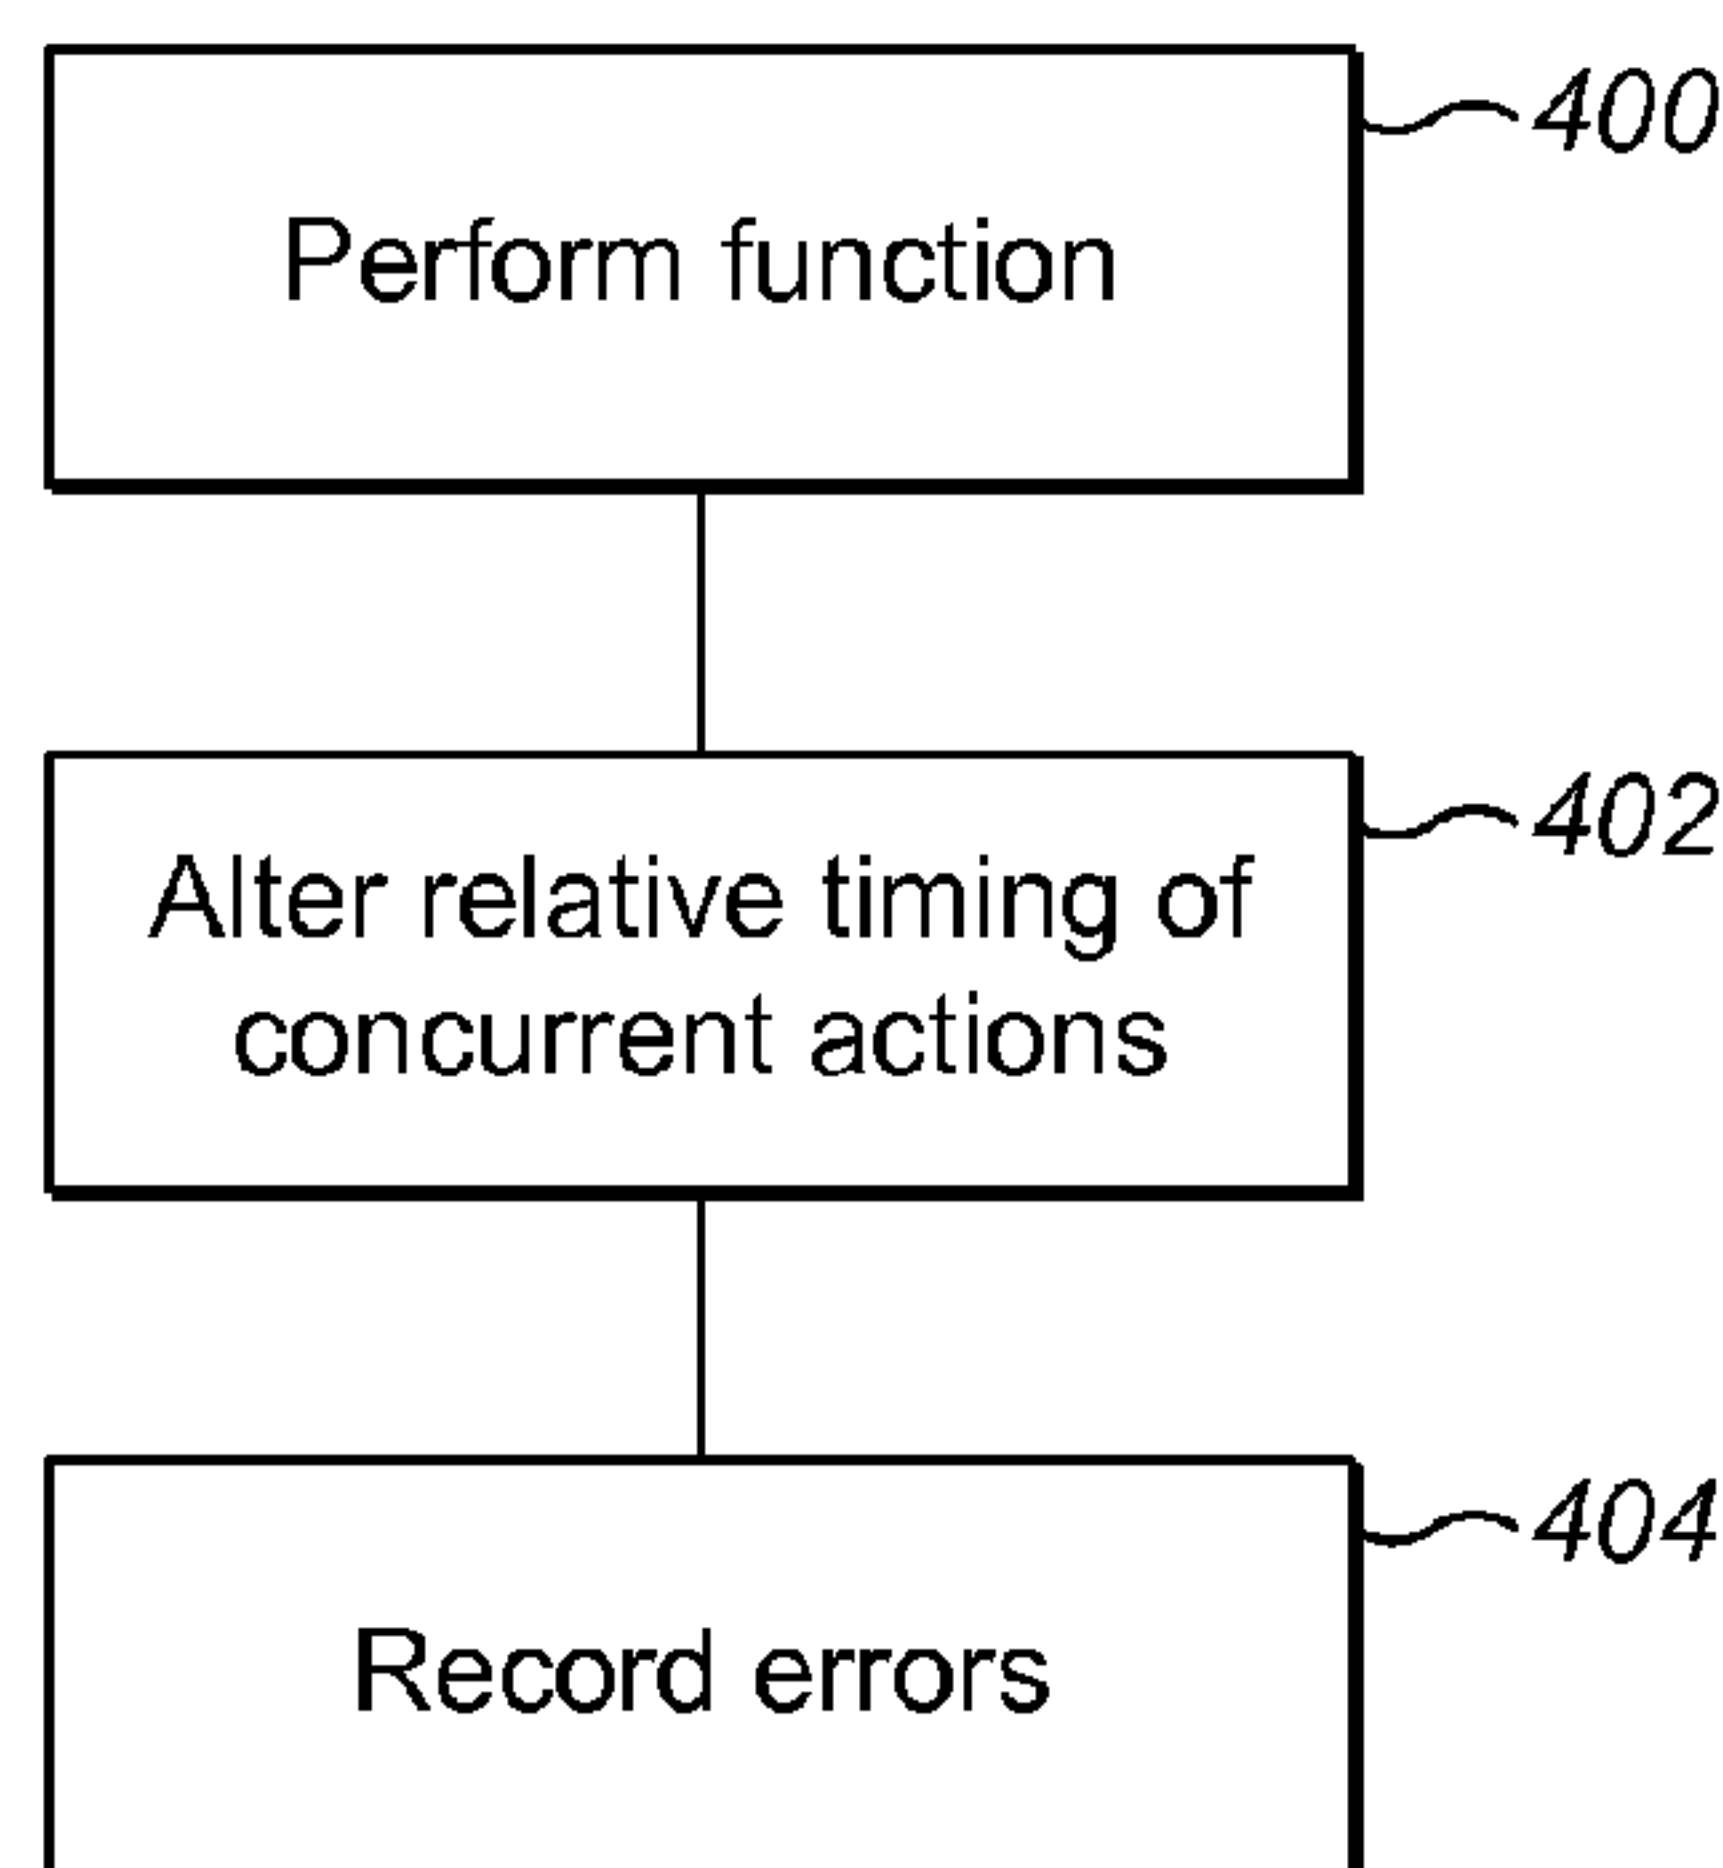 400
Perform function
402
Alter relative timing of
concurrent actions
404
Record errors